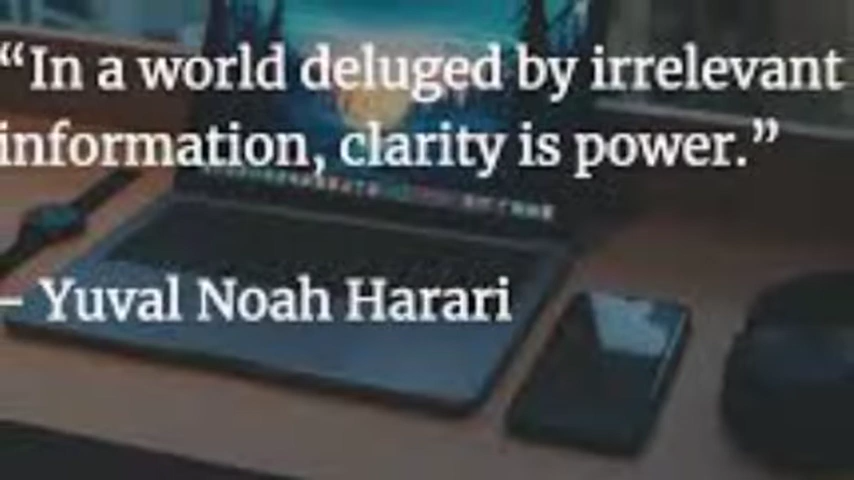 “In a world deluged by irrelevant
information, clarity is power.”
– Yuval Noah Harari